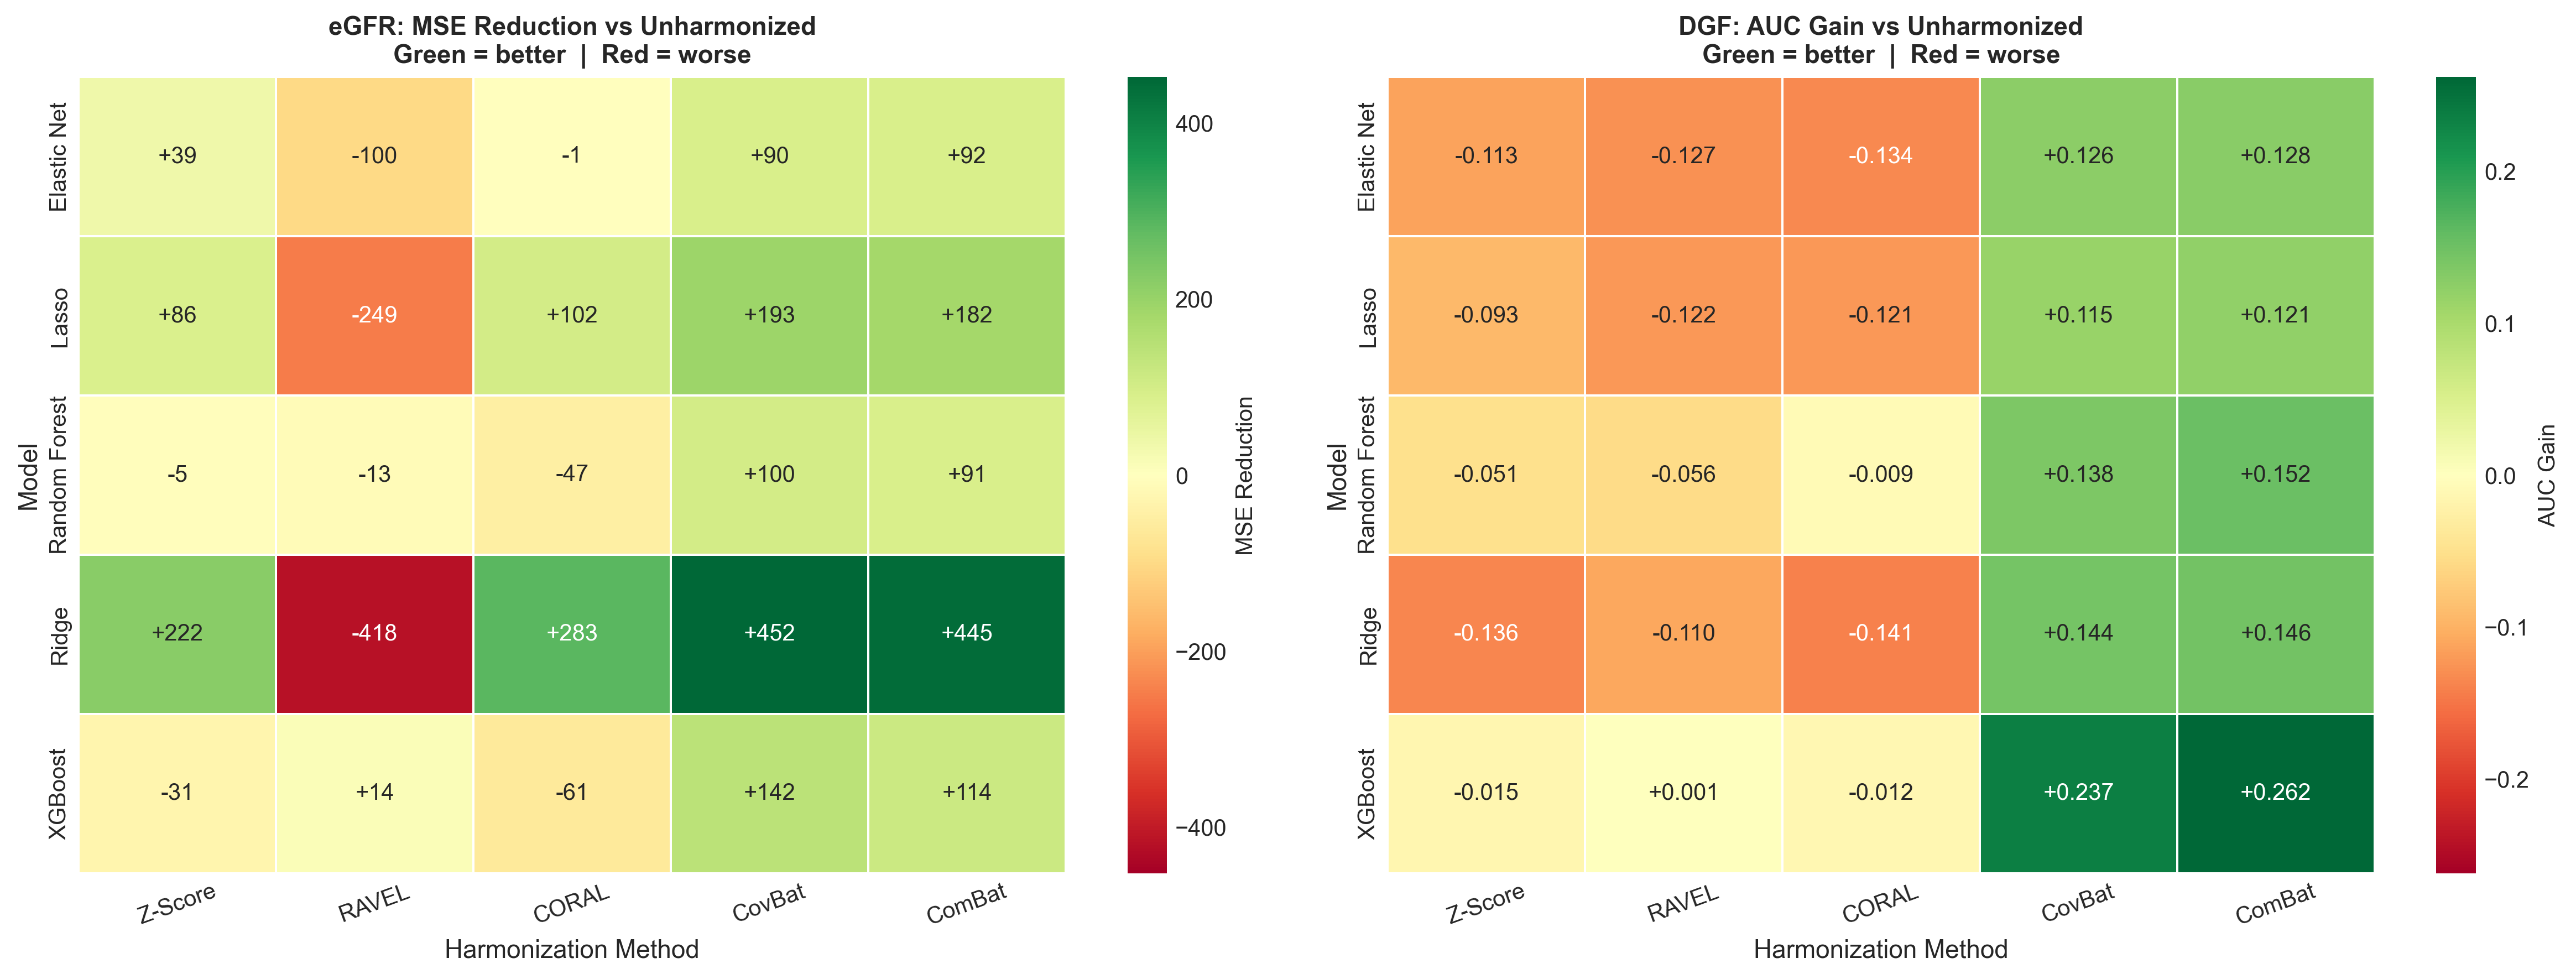 eGFR: MSE Reduction vs Unharmonized
Green = better | Red = worse
Model
Elastic Net
+39
-100
-1
+90
+92
Lasso
+86
-249
+102
+193
+182
Random Forest
-5
-13
-47
+100
+91
Ridge
+222
-418
+283
+452
+445
XGBoost
-31
+14
-61
+142
+114
Z-Score
RAVEL
CORAL
CovBat
ComBat
Harmonization Method
400
200
0
−200
−400
MSE Reduction
DGF: AUC Gain vs Unharmonized
Green = better | Red = worse
Model
Elastic Net
-0.113
-0.127
-0.134
+0.126
+0.128
Lasso
-0.093
-0.122
-0.121
+0.115
+0.121
Random Forest
-0.051
-0.056
-0.009
+0.138
+0.152
Ridge
-0.136
-0.110
-0.141
+0.144
+0.146
XGBoost
-0.015
+0.001
-0.012
+0.237
+0.262
Z-Score
RAVEL
CORAL
CovBat
ComBat
Harmonization Method
0.2
0.1
0.0
−0.1
−0.2
AUC Gain